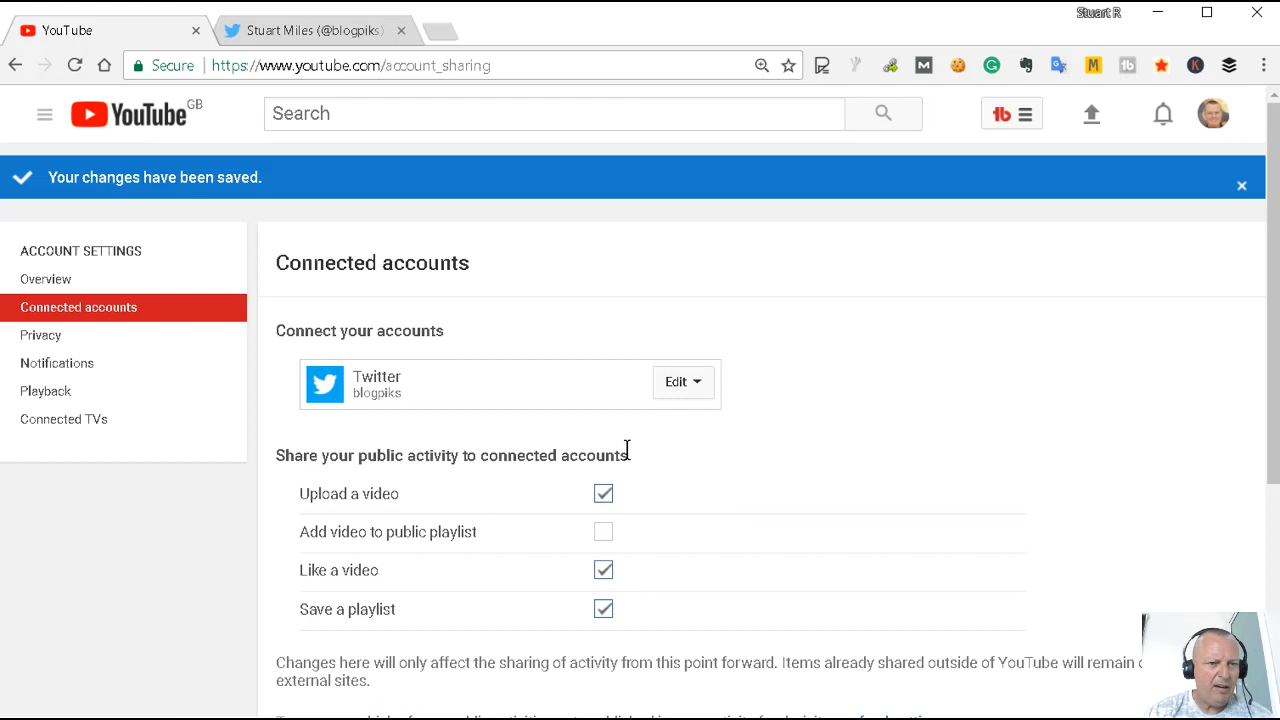 Stuart R
YouTube
Stuart Miles (@blogpiks)
Secure https://www.youtube.com/account_sharing
YouTube GB
Search
Your changes have been saved.
ACCOUNT SETTINGS
Overview
Connected accounts
Privacy
Notifications
Playback
Connected TVs
Connected accounts
Connect your accounts
Twitter
blogpiks
Edit
Share your public activity to connected accounts
Upload a video
Add video to public playlist
Like a video
Save a playlist
Changes here will only affect the sharing of activity from this point forward. Items already shared outside of YouTube will remain
external sites.